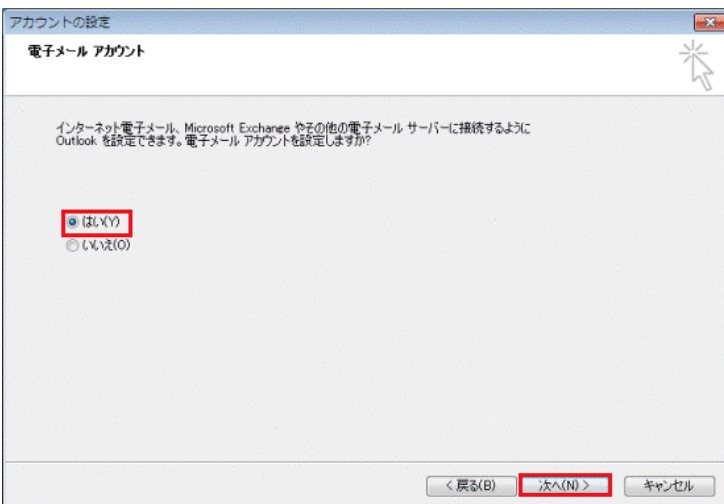 アカウントの設定
電子メール アカウント
インターネット電子メール、Microsoft Exchange やその他の電子メール サーバーに接続するように
Outlook を設定できます。電子メール アカウントを設定しますか?
はい(Y)
いいえ(O)
< 戻る(B) 次へ(N) > キャンセル